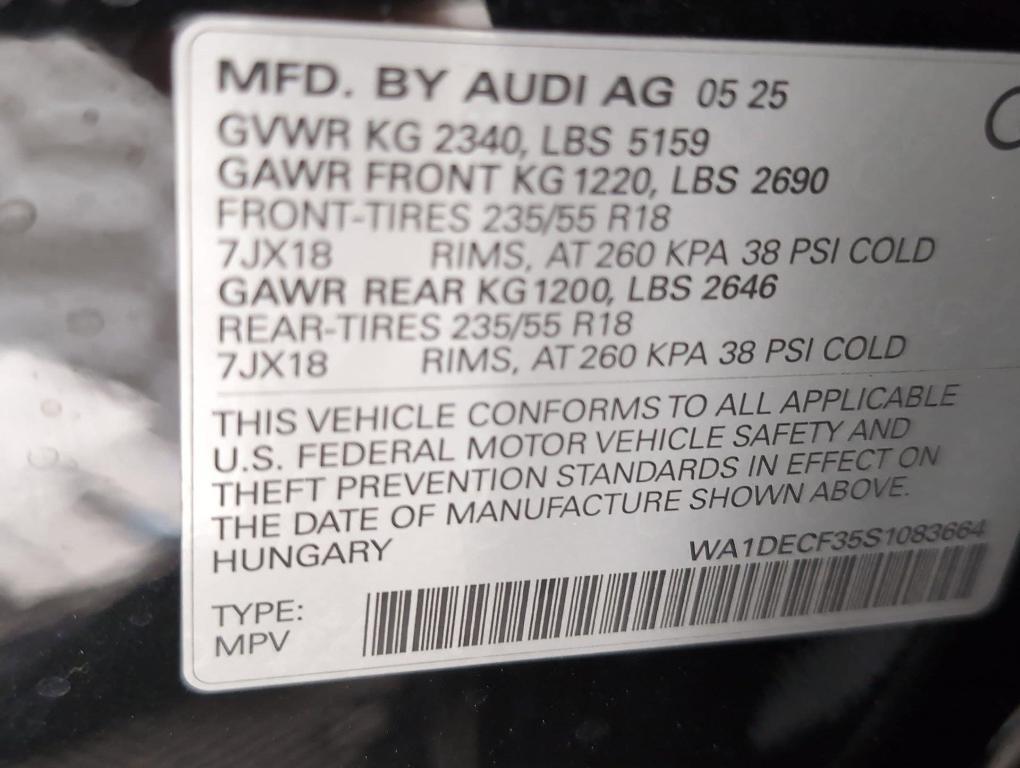 MFD. BY AUDI AG 05 25
GVWR KG 2340, LBS 5159
GAWR FRONT KG 1220, LBS 2690
FRONT-TIRES 235/55 R18
7JX18 RIMS, AT 260 KPA 38 PSI COLD
GAWR REAR KG 1200, LBS 2646
REAR-TIRES 235/55 R18
7JX18 RIMS, AT 260 KPA 38 PSI COLD
THIS VEHICLE CONFORMS TO ALL APPLICABLE
U.S. FEDERAL MOTOR VEHICLE SAFETY AND
THEFT PREVENTION STANDARDS IN EFFECT ON
THE DATE OF MANUFACTURE SHOWN ABOVE.
HUNGARY WA1DECF35S1083664
TYPE:
MPV